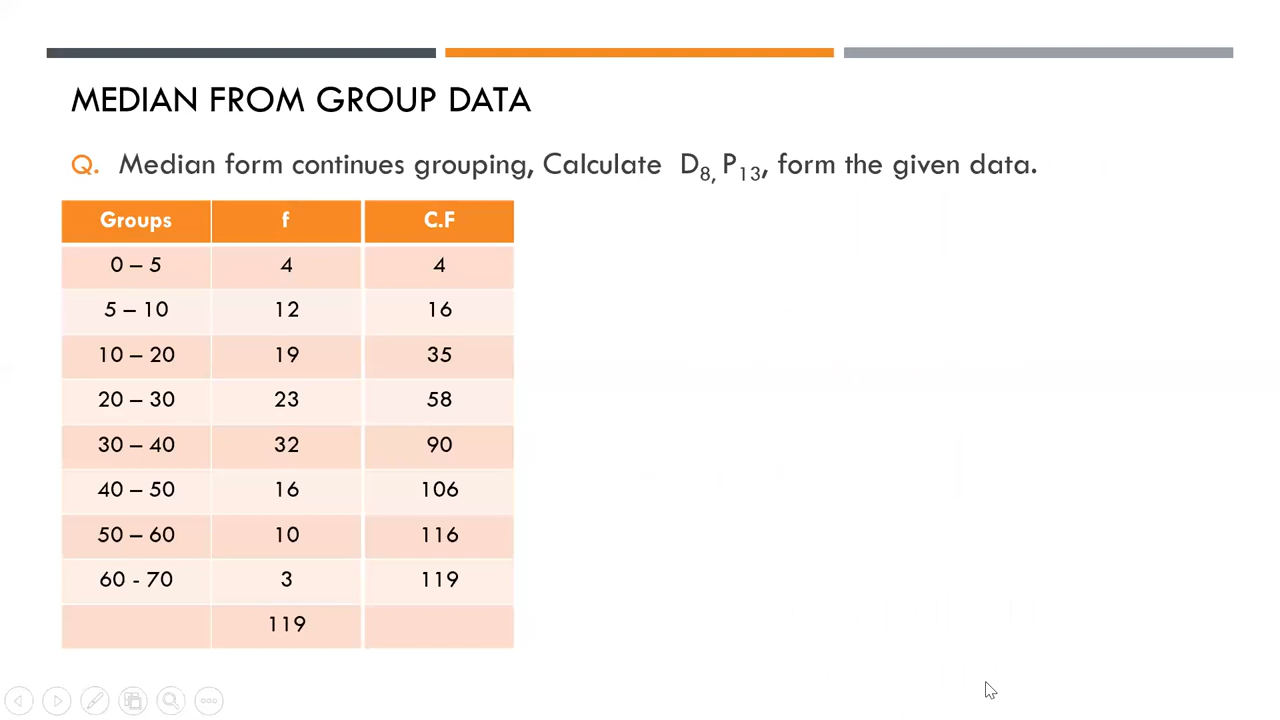 MEDIAN FROM GROUP DATA
Q. Median form continues grouping, Calculate D8, P13, form the given data.
Groups f C.F
0 – 5 4 4
5 – 10 12 16
10 – 20 19 35
20 – 30 23 58
30 – 40 32 90
40 – 50 16 106
50 – 60 10 116
60 - 70 3 119
119